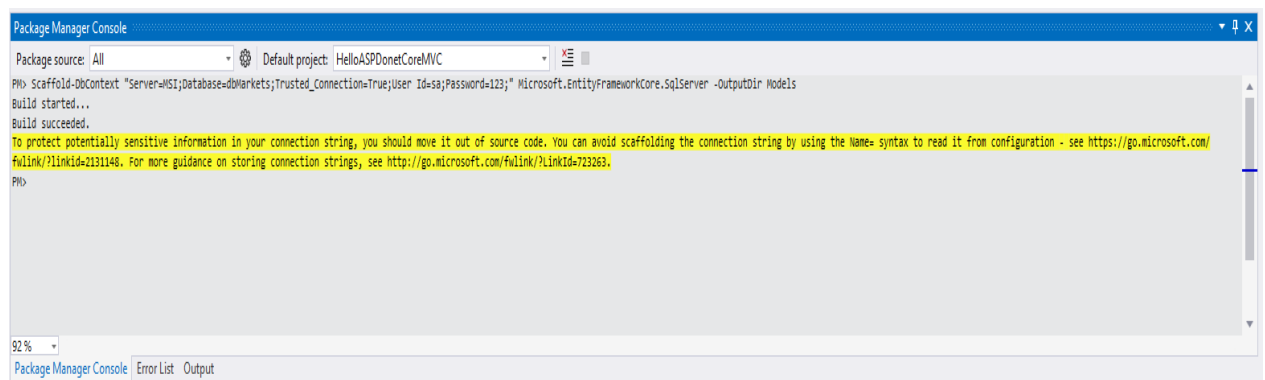 Package Manager Console
Package source: All Default project: HelloASPDonetCoreMVC
PM> Scaffold-DbContext "Server=MSI;Database=dbMarkets;Trusted_Connection=True;User Id=sa;Password=123;" Microsoft.EntityFrameworkCore.SqlServer -OutputDir Models
Build started...
Build succeeded.
To protect potentially sensitive information in your connection string, you should move it out of source code. You can avoid scaffolding the connection string by using the Name= syntax to read it from configuration - see https://go.microsoft.com/
fwlink/?linkid=2131148. For more guidance on storing connection strings, see http://go.microsoft.com/fwlink/?LinkId=723263.
PM>
92 %
Package Manager Console Error List Output